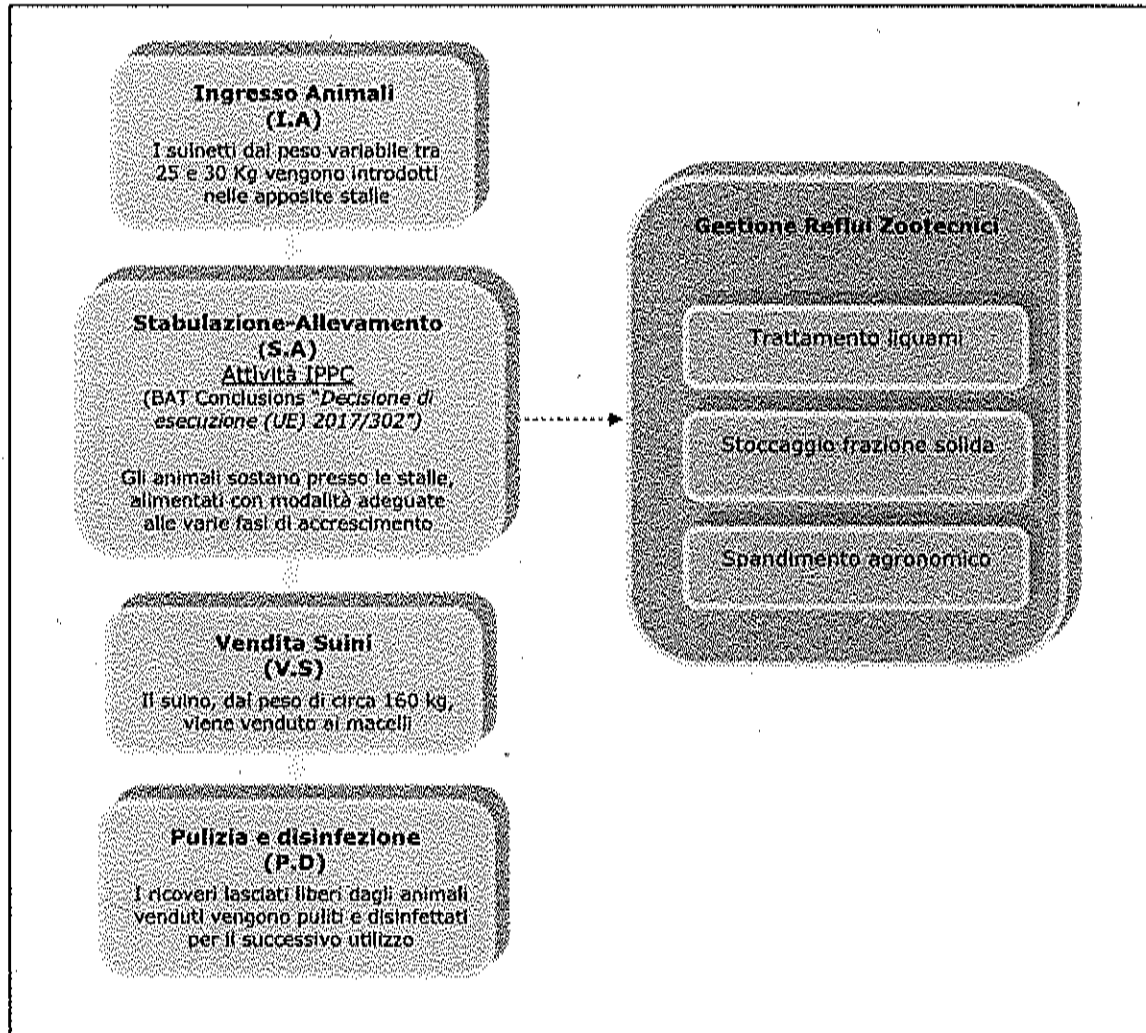 Ingresso Animali
(I.A)
I suinetti dal peso variabile tra
25 e 30 Kg vengono introdotti
nelle apposite stalle
Stabulazione-Allevamento
(S.A)
Attività IPPC
(BAT Conclusions "Decisione di
esecuzione (UE) 2017/302")
Gli animali sostano presso le stalle,
alimentati con modalità adeguate
alle varie fasi di accrescimento
Vendita Suini
(V.S)
Il suino, dal peso di circa 160 kg,
viene venduto ai macelli
Pulizia e disinfezione
(P.D)
I ricoveri lasciati liberi dagli animali
venduti vengono puliti e disinfettati
per il successivo utilizzo
Gestione Reflui Zootecnici
Trattamento liquami
Stoccaggio frazione solida
Spandimento agronomico